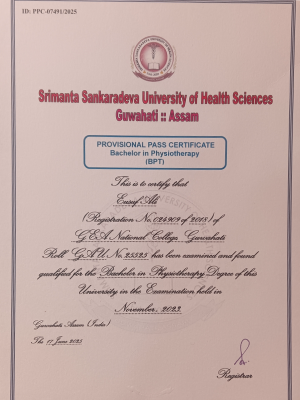 ID: PPC-07491/2025
Srimanta Sankaradeva University of Health Sciences
Guwahati :: Assam
PROVISIONAL PASS CERTIFICATE
Bachelor in Physiotherapy
(BPT)
This is to certify that
Eusuf Ali
(Registration No. 024909 of 2018) of
G E A National College, Guwahati
Roll GAU No. 25525 has been examined and found
qualified for the Bachelor in Physiotherapy Degree of this
University in the Examination held in
November, 2023.
Guwahati Assam (India)
The 17 June 2025
Registrar